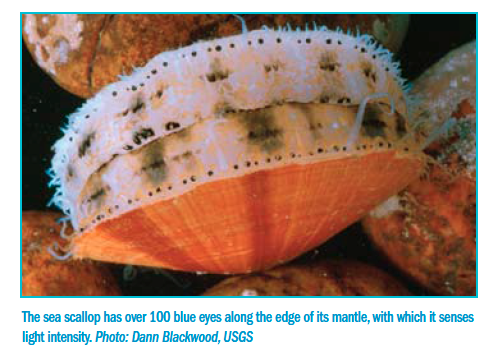 The sea scallop has over 100 blue eyes along the edge of its mantle, with which it senses
light intensity. Photo: Dann Blackwood, USGS